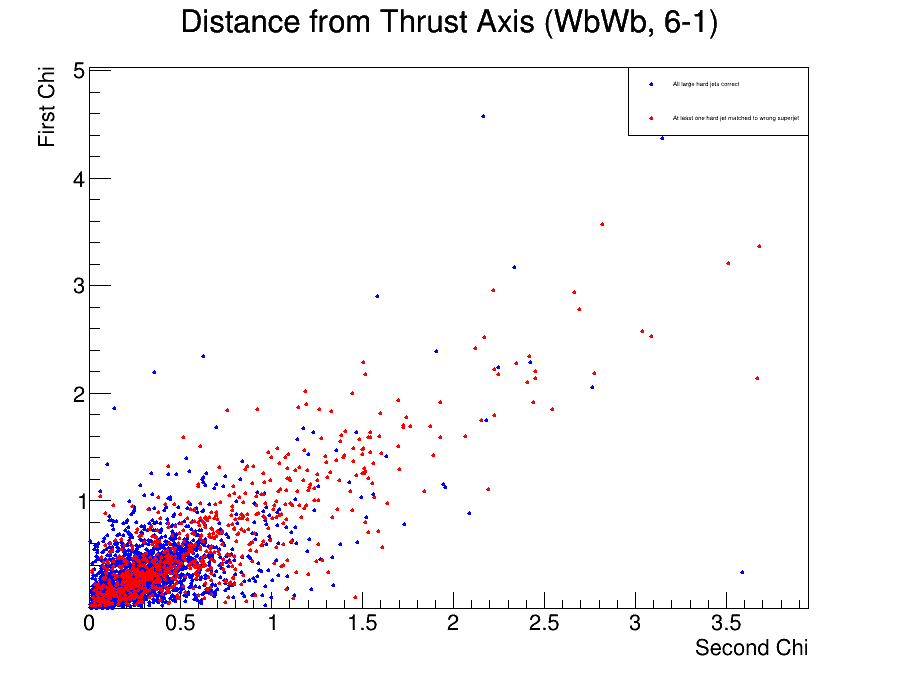 Distance from Thrust Axis (WbWb, 6-1)
First Chi
5
All large hard jets correct
At least one hard jet matched to wrong superjet
4
3
2
1
0 0.5 1 1.5 2 2.5 3 3.5
Second Chi